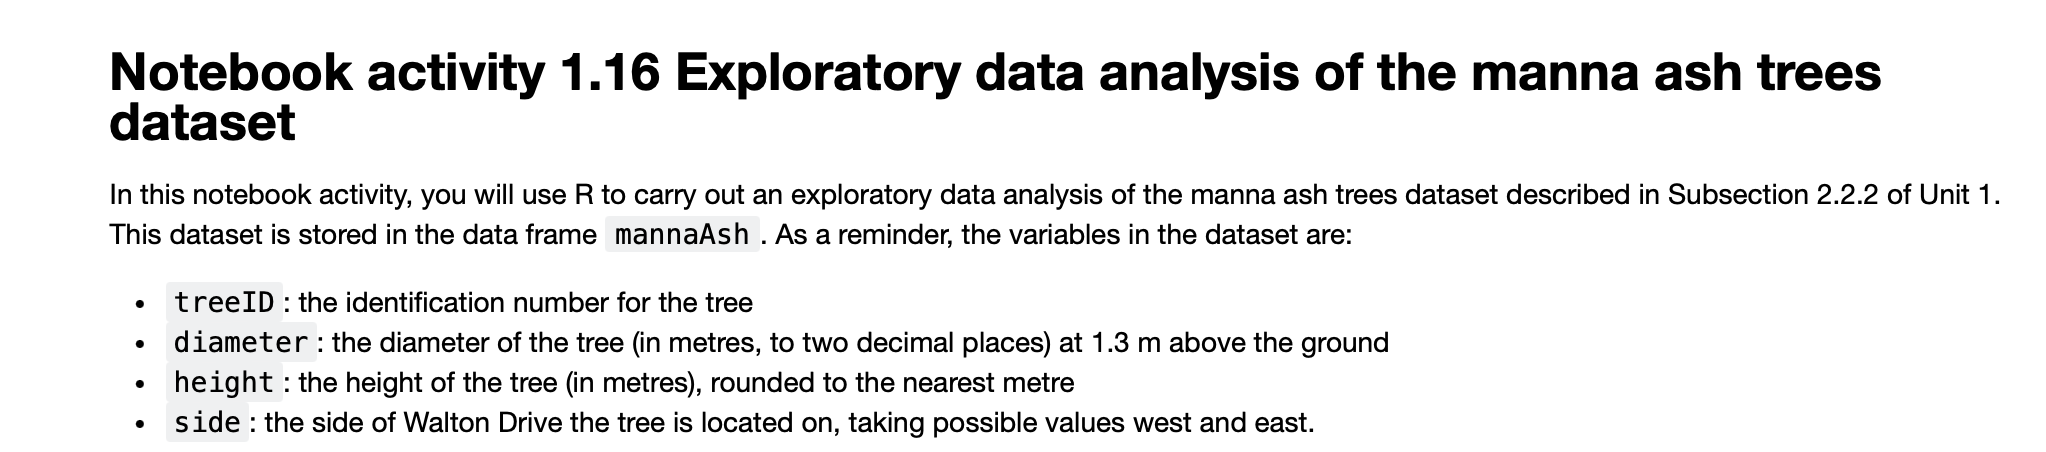 Notebook activity 1.16 Exploratory data analysis of the manna ash trees
dataset
In this notebook activity, you will use R to carry out an exploratory data analysis of the manna ash trees dataset described in Subsection 2.2.2 of Unit 1.
This dataset is stored in the data frame mannaAsh . As a reminder, the variables in the dataset are:
• treeID : the identification number for the tree
• diameter : the diameter of the tree (in metres, to two decimal places) at 1.3 m above the ground
• height : the height of the tree (in metres), rounded to the nearest metre
• side : the side of Walton Drive the tree is located on, taking possible values west and east.